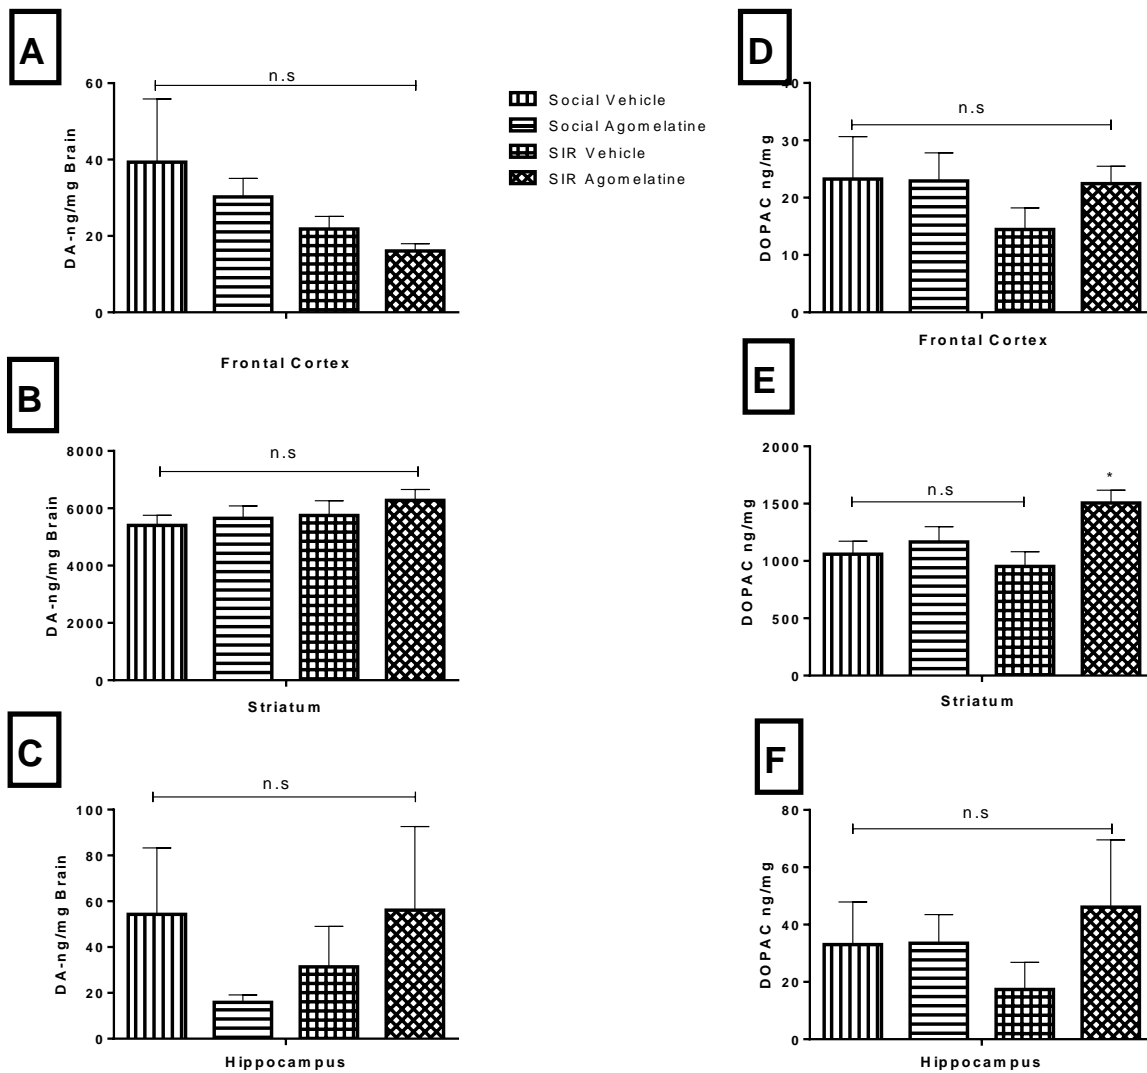 A
n.s
60
40
20
0
DA-ng/mg Brain
Frontal Cortex
Social Vehicle
Social Agomelatine
SIR Vehicle
SIR Agomelatine
D
n.s
40
30
20
10
0
DOPAC ng/mg
Frontal Cortex
B
n.s
8000
6000
4000
2000
0
DA-ng/mg Brain
Striatum
E
n.s
*
2000
1500
1000
500
0
DOPAC ng/mg
Striatum
C
n.s
100
80
60
40
20
0
DA-ng/mg Brain
Hippocampus
F
n.s
80
60
40
20
0
DOPAC ng/mg
Hippocampus